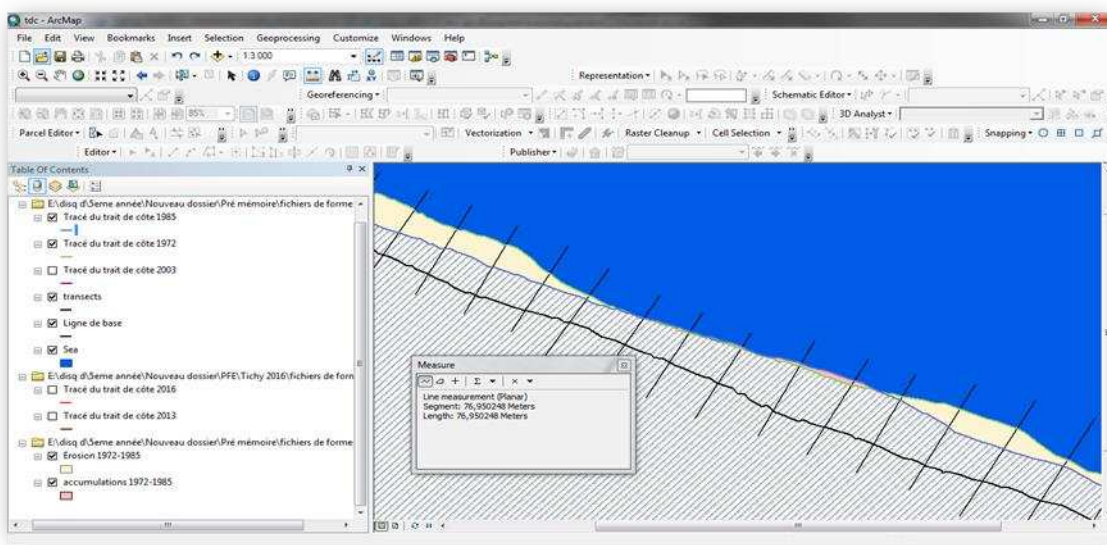 tdc - ArcMap
File Edit View Bookmarks Insert Selection Geoprocessing Customize Windows Help
1:3 000
Representation
Georeferencing
Schematic Editor
85%
3D Analyst
Parcel Editor
Vectorization
Raster Cleanup
Cell Selection
Snapping
Editor
Publisher
Table Of Contents
E:\disq d\5eme année\Nouveau dossier\Pré mémoire\fichiers de forme
Tracé du trait de côte 1985
Tracé du trait de côte 1972
Tracé du trait de côte 2003
transects
Ligne de base
Sea
E:\disq d\5eme année\Nouveau dossier\PFE\Tichy 2016\fichiers de forn
Tracé du trait de côte 2016
Tracé du trait de côte 2013
E:\disq d\5eme année\Nouveau dossier\Pré mémoire\fichiers de forme
Erosion 1972-1985
accumulations 1972-1985
Measure
Line measurement (Planar)
Segment: 76,950248 Meters
Length: 76,950248 Meters